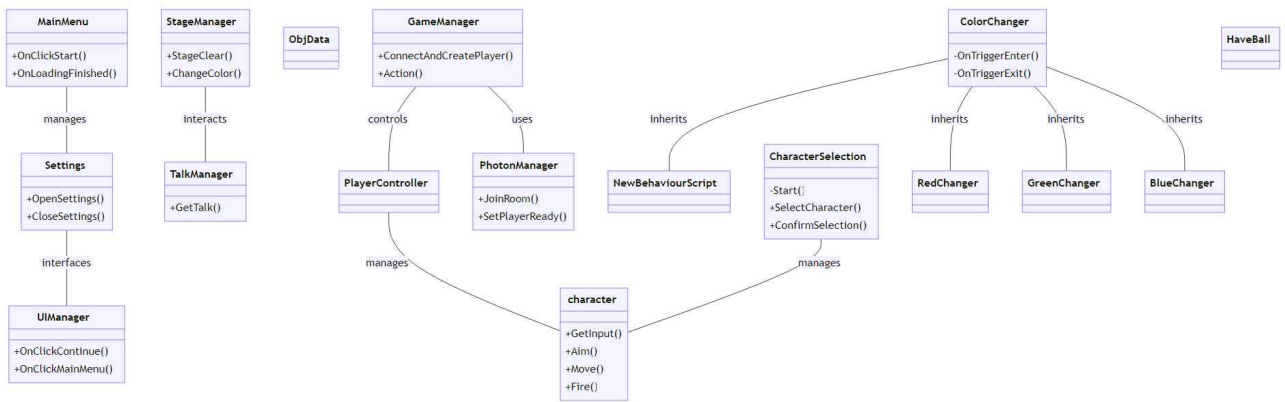 MainMenu
+OnClickStart()
+OnLoadingFinished()
StageManager
+StageClear()
+ChangeColor()
ObjData
GameManager
+ConnectAndCreatePlayer()
+Action()
ColorChanger
-OnTriggerEnter()
-OnTriggerExit()
HaveBall
manages
interacts
controls
uses
inherits
inherits
inherits
inherits
Settings
+OpenSettings()
+CloseSettings()
TalkManager
+GetTalk()
PlayerController
PhotonManager
+JoinRoom()
+SetPlayerReady()
NewBehaviourScript
CharacterSelection
-Start()
+SelectCharacter()
+ConfirmSelection()
RedChanger
GreenChanger
BlueChanger
interfaces
manages
manages
UIManager
+OnClickContinue()
+OnClickMainMenu()
character
+GetInput()
+Aim()
+Move()
+Fire()